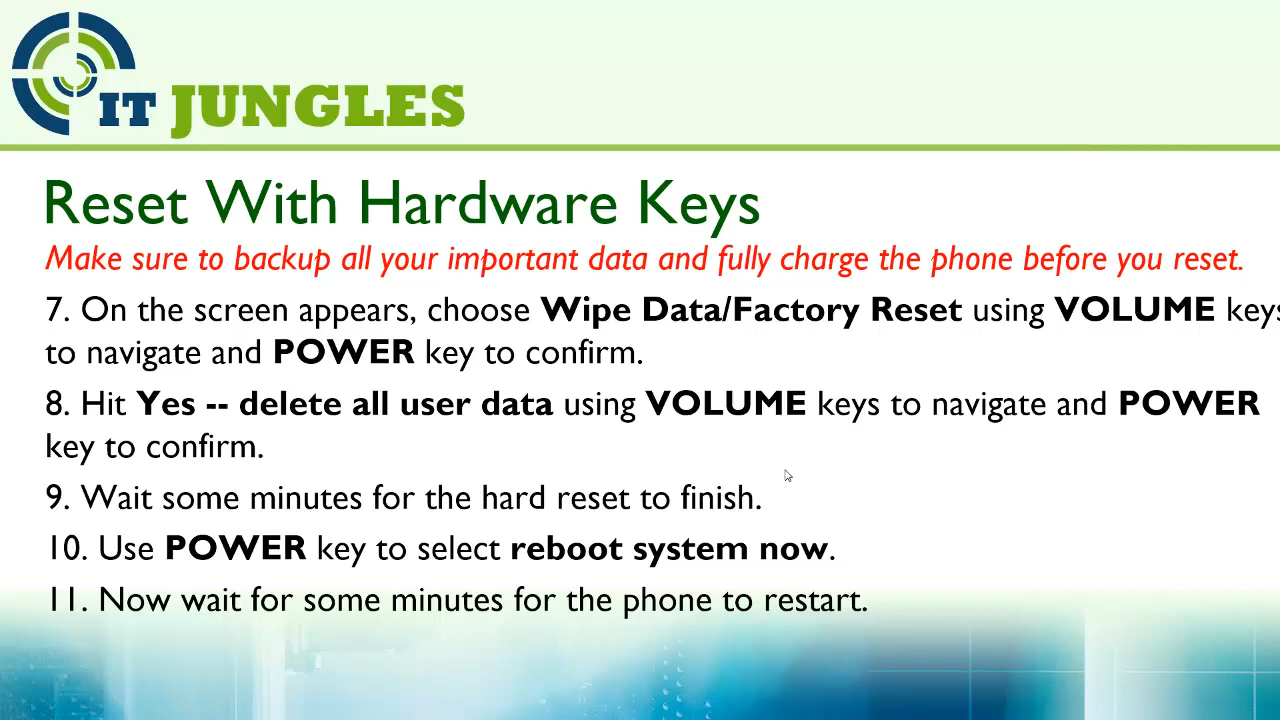 IT JUNGLES
Reset With Hardware Keys
Make sure to backup all your important data and fully charge the phone before you reset.
7. On the screen appears, choose Wipe Data/Factory Reset using VOLUME keys
to navigate and POWER key to confirm.
8. Hit Yes -- delete all user data using VOLUME keys to navigate and POWER
key to confirm.
9. Wait some minutes for the hard reset to finish.
10. Use POWER key to select reboot system now.
11. Now wait for some minutes for the phone to restart.